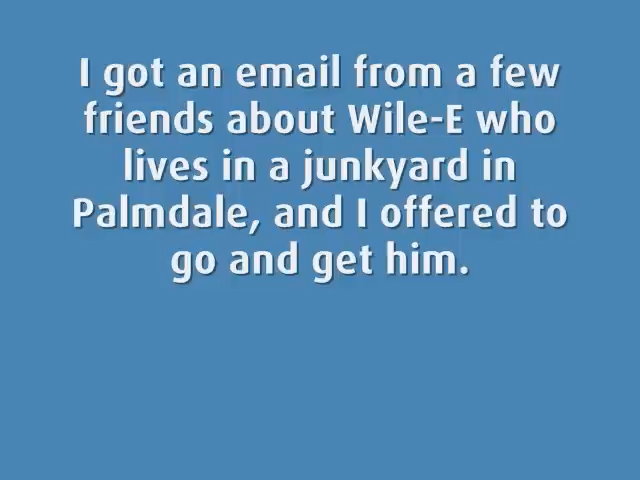 I got an email from a few
friends about Wile-E who
lives in a junkyard in
Palmdale, and I offered to
go and get him.